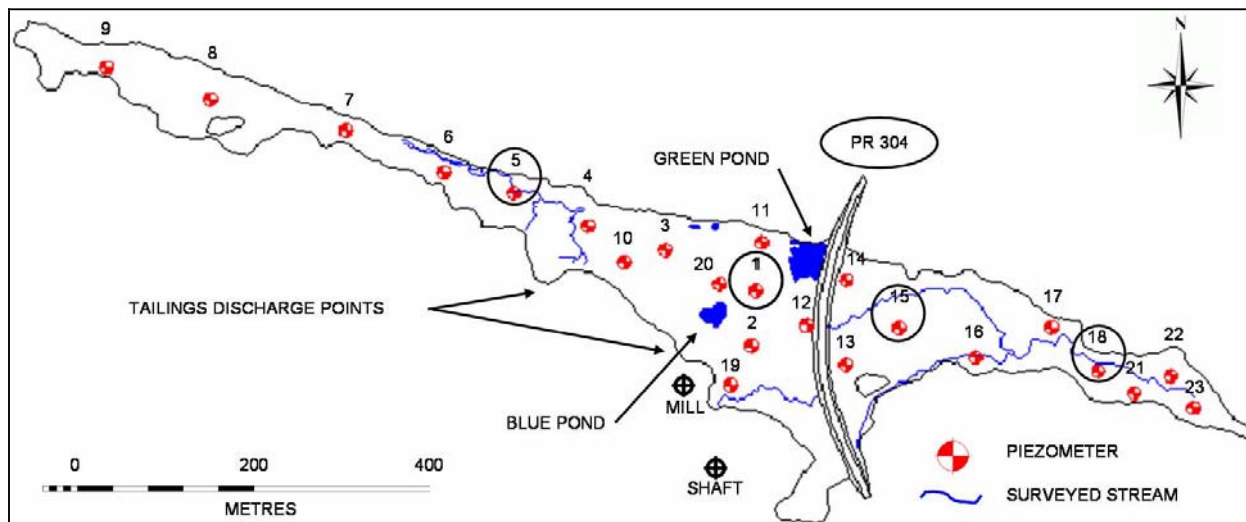 N
9
8
7
6
5
4
PR 304
GREEN POND
11
10
3
14
20
1
15
17
TAILINGS DISCHARGE POINTS
12
2
16
18
22
13
21
19
23
MILL
BLUE POND
0 200 400
METRES
SHAFT
PIEZOMETER
SURVEYED STREAM